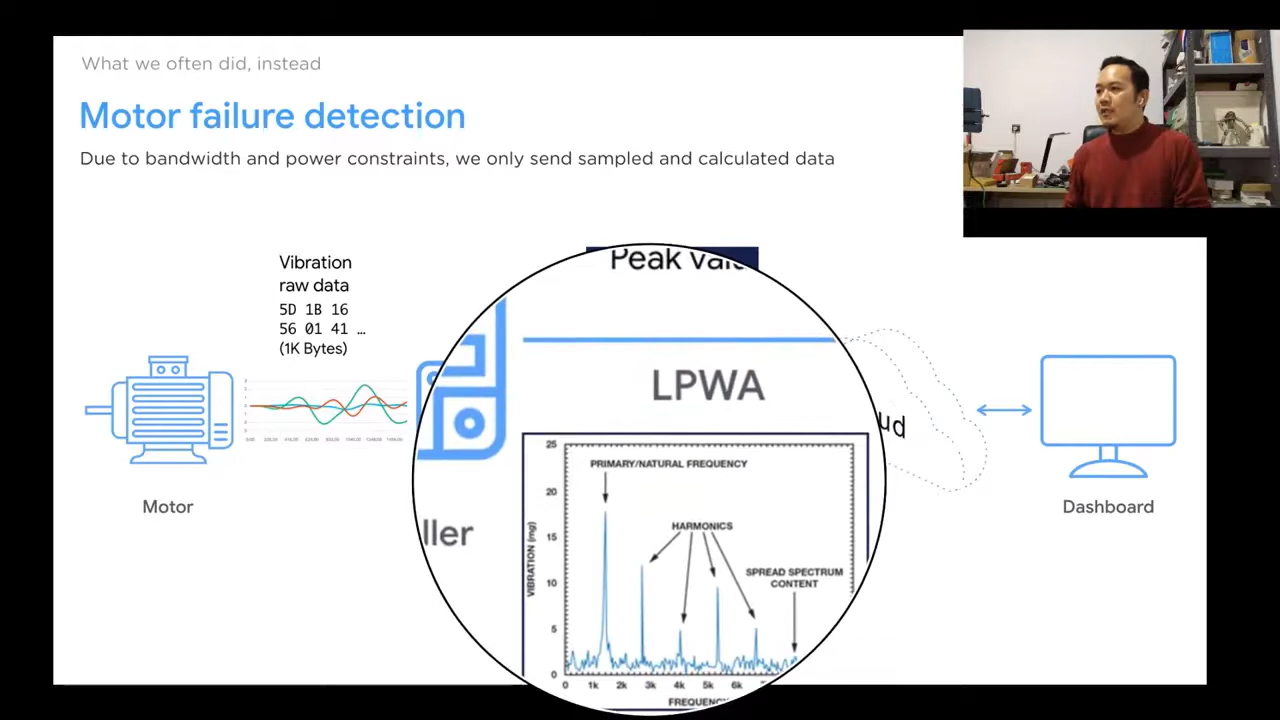 What we often did, instead
Motor failure detection
Due to bandwidth and power constraints, we only send sampled and calculated data
Vibration
raw data
5D 1B 16
56 01 41 …
(1K Bytes)
Peak valu
LPWA
ller
ud
Motor
Dashboard
25
20
15
10
5
0
VIBRATION (mg)
PRIMARY/NATURAL FREQUENCY
HARMONICS
SPREAD SPECTRUM
CONTENT
0 1k 2k 3k 4k 5k 6k
FREQUENCY